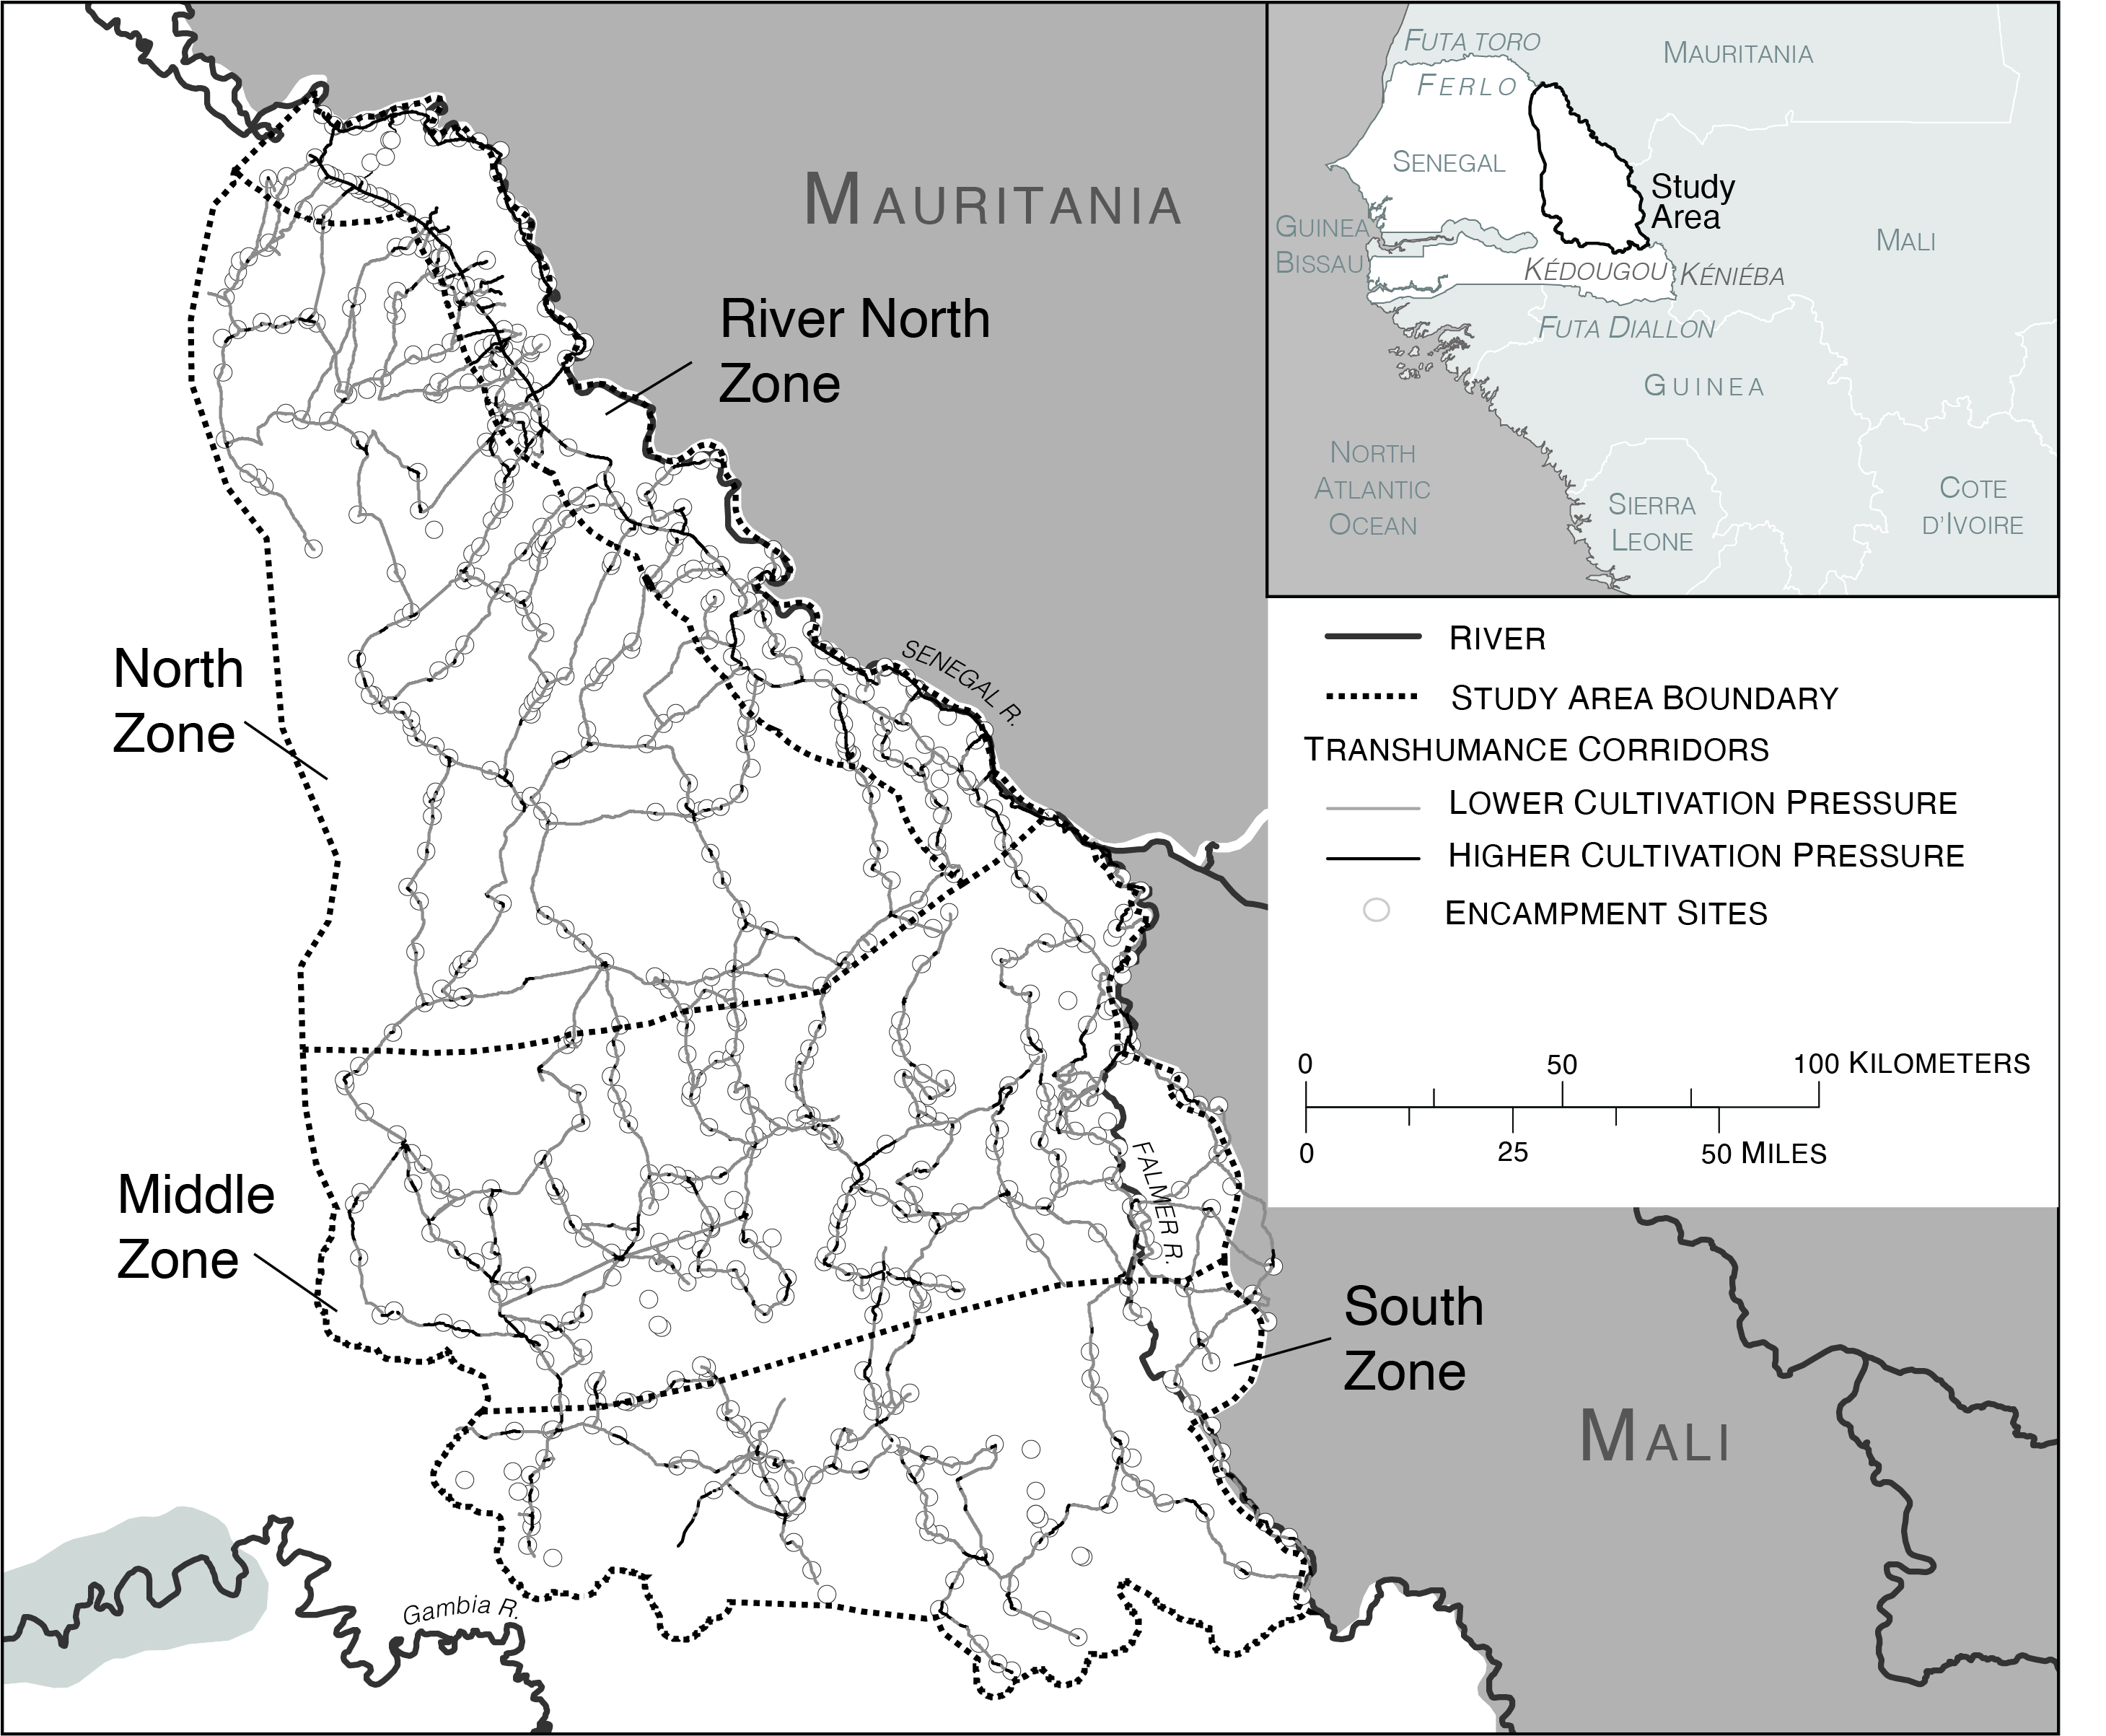 MAURITANIA
River North
Zone
North
Zone
SENEGAL R.
Middle
Zone
FALMER R.
South
Zone
MALI
Gambia R.
FUTA TORO
FERLO
MAURITANIA
SENEGAL
Study
Area
GUINEA
BISSAU
MALI
KÉDOUGOU
KÉNIÉBA
FUTA DIALLON
GUINEA
NORTH
ATLANTIC
OCEAN
SIERRA
LEONE
COTE
D'IVOIRE
RIVER
STUDY AREA BOUNDARY
TRANSHUMANCE CORRIDORS
LOWER CULTIVATION PRESSURE
HIGHER CULTIVATION PRESSURE
ENCAMPMENT SITES
0 50 100 KILOMETERS
0 25 50 MILES